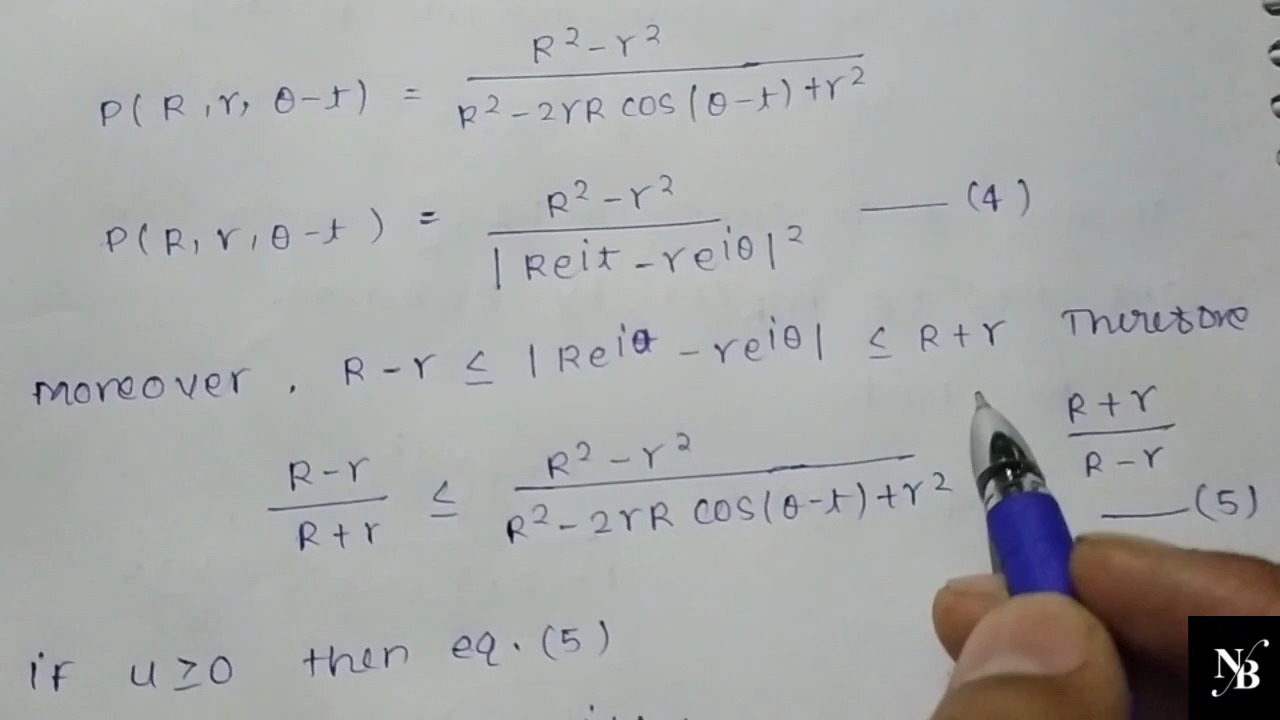 P(R, r, θ-t) = R² - r² / R² - 2rR cos(θ-t) + r²
P(R, r, θ-t) = R² - r² / |Reit - reiθ|² —— (4)
moreover, R - r ≤ |Reiθ - reiθ| ≤ R + r Therefore
R - r / R + r ≤ R² - r² / R² - 2rR cos(θ-t) + r² R + r / R - r —— (5)
if u ≥ 0 then eq. (5)
NB